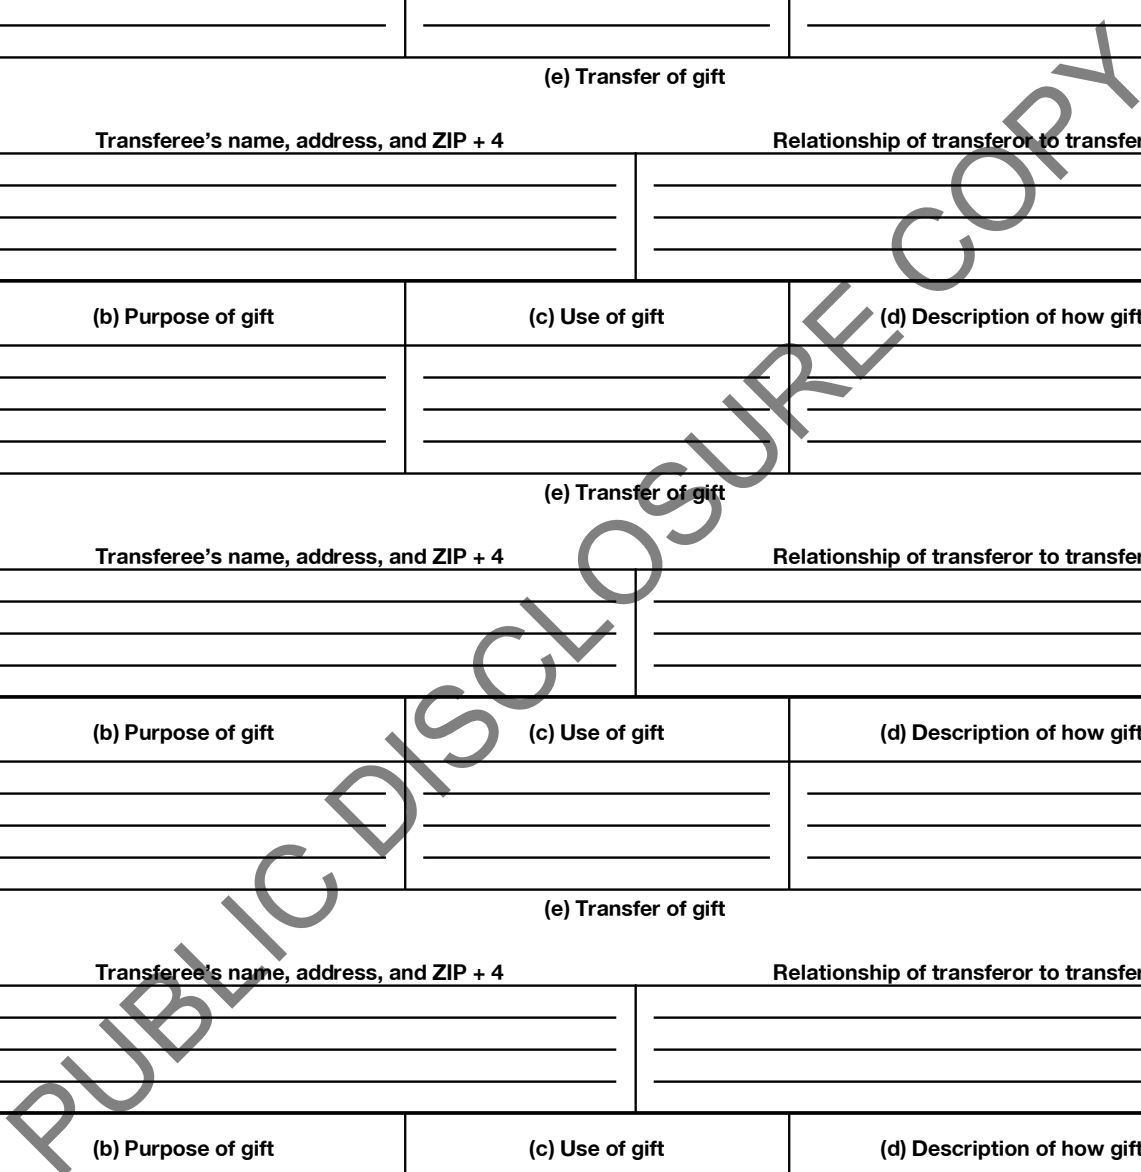 (e) Transfer of gift
Transferee's name, address, and ZIP + 4 Relationship of transferor to transfer
(b) Purpose of gift (c) Use of gift (d) Description of how gift
(e) Transfer of gift
Transferee's name, address, and ZIP + 4 Relationship of transferor to transfer
(b) Purpose of gift (c) Use of gift (d) Description of how gift
(e) Transfer of gift
Transferee's name, address, and ZIP + 4 Relationship of transferor to transfer
(b) Purpose of gift (c) Use of gift (d) Description of how gift
PUBLIC DISCLOSURE COPY